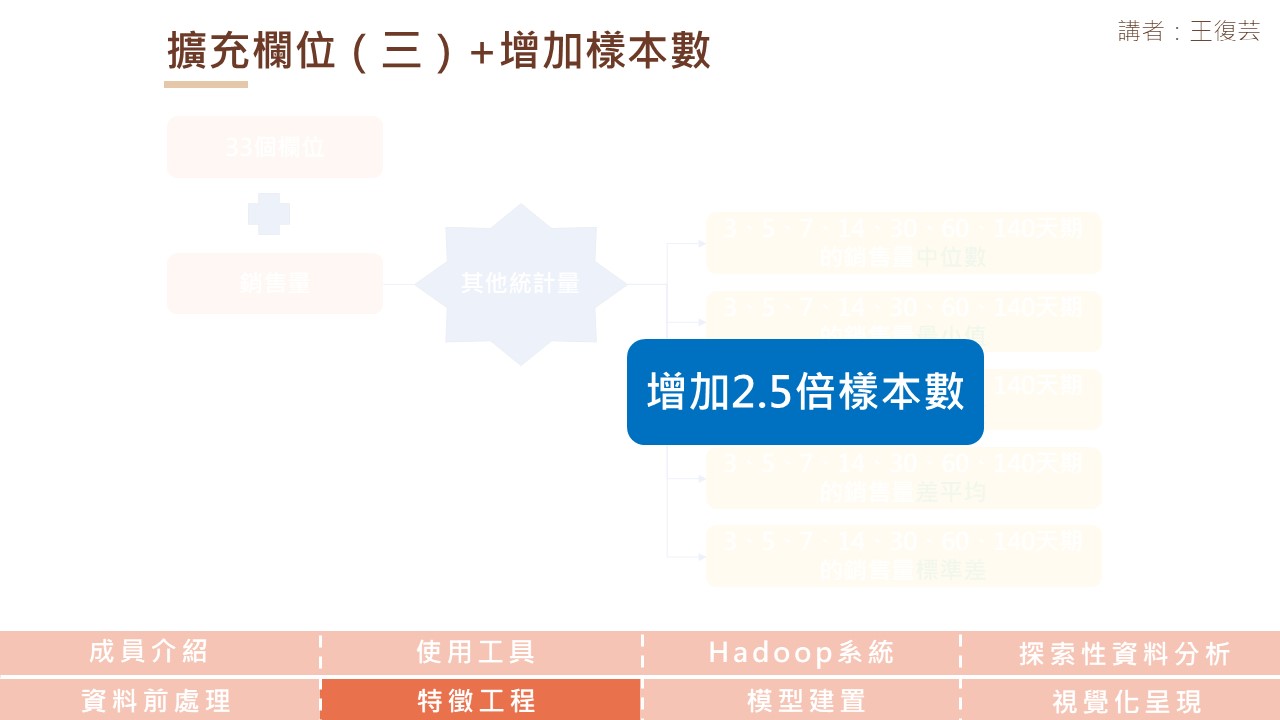 擴充欄位（三）+增加樣本數
講者：王復芸
33個欄位
銷售量
其他統計量
3、5、7、14、30、60、140天期
的銷售量中位數
3、5、7、14、30、60、140天期
的銷售量最小值
增加2.5倍樣本數
140天期
3、5、7、14、30、60、140天期
的銷售量差平均
3、5、7、14、30、60、140天期
的銷售量標準差
成員介紹
使用工具
Hadoop系統
探索性資料分析
資料前處理
特徵工程
模型建置
視覺化呈現